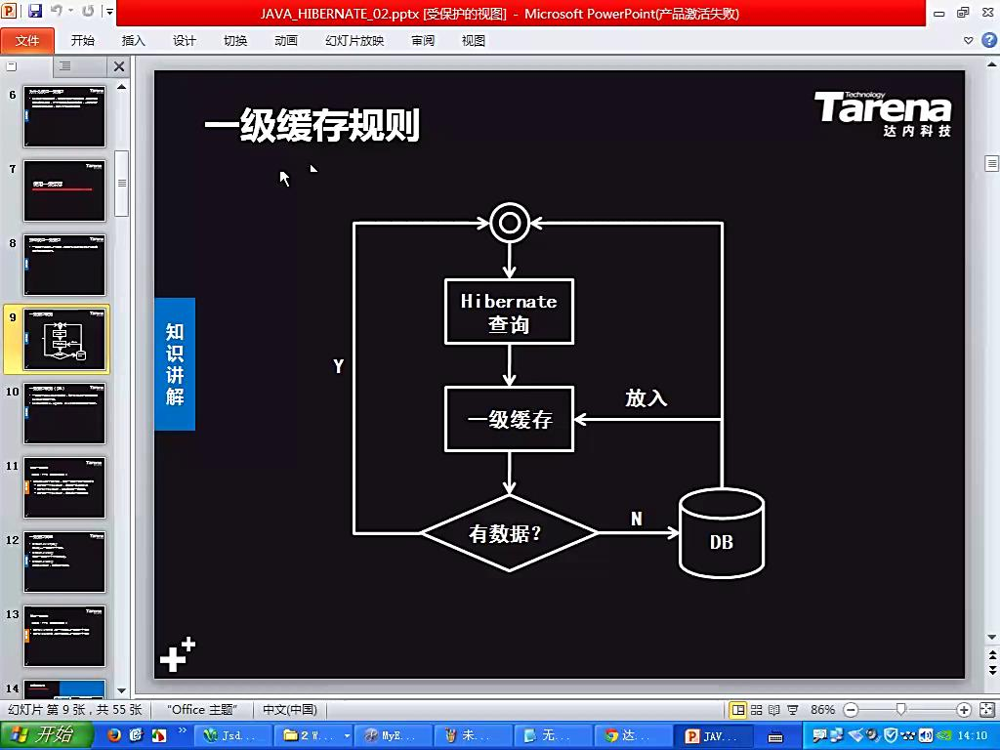 JAVA_HIBERNATE_02.pptx [受保护的视图] - Microsoft PowerPoint(产品激活失败)
文件 开始 插入 设计 切换 动画 幻灯片放映 审阅 视图
一级缓存规则
Technology
Tarena
达内科技
知识讲解
Hibernate
查询
Y
一级缓存
放入
有数据?
N
DB
6
7
8
9
10
11
12
13
14
幻灯片 第 9 张, 共 55 张 "Office 主题" 中文(中国) 86%
开始 Jsd... 2 W... MyE... 未... 无... 达... JAV... 14:10